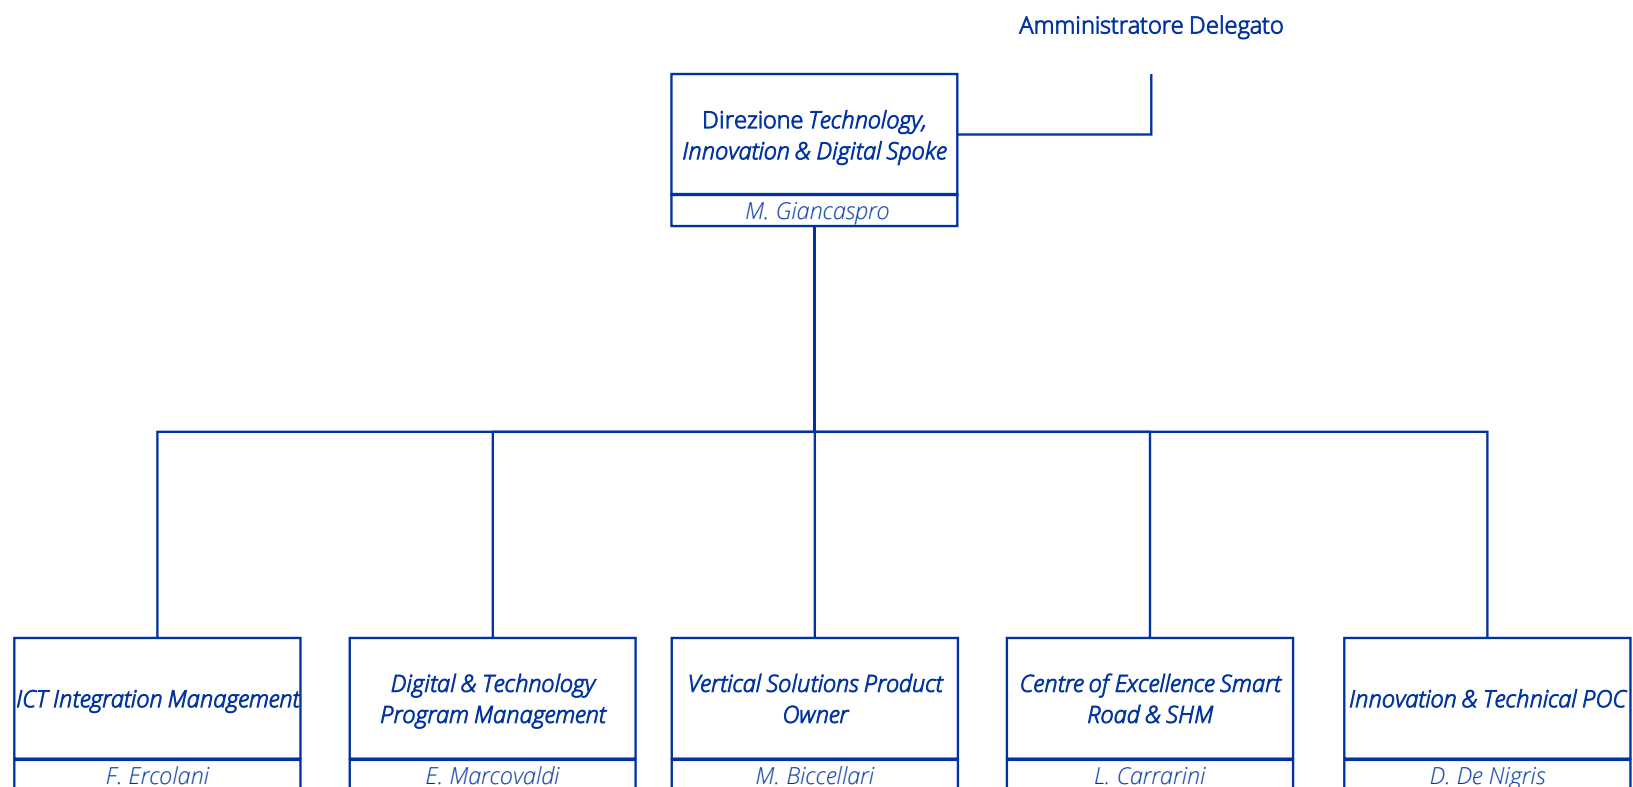 Amministratore Delegato
Direzione Technology,
Innovation & Digital Spoke
M. Giancaspro
ICT Integration Management
F. Ercolani
Digital & Technology
Program Management
E. Marcovaldi
Vertical Solutions Product
Owner
M. Biccellari
Centre of Excellence Smart
Road & SHM
L. Carrarini
Innovation & Technical POC
D. De Nigris